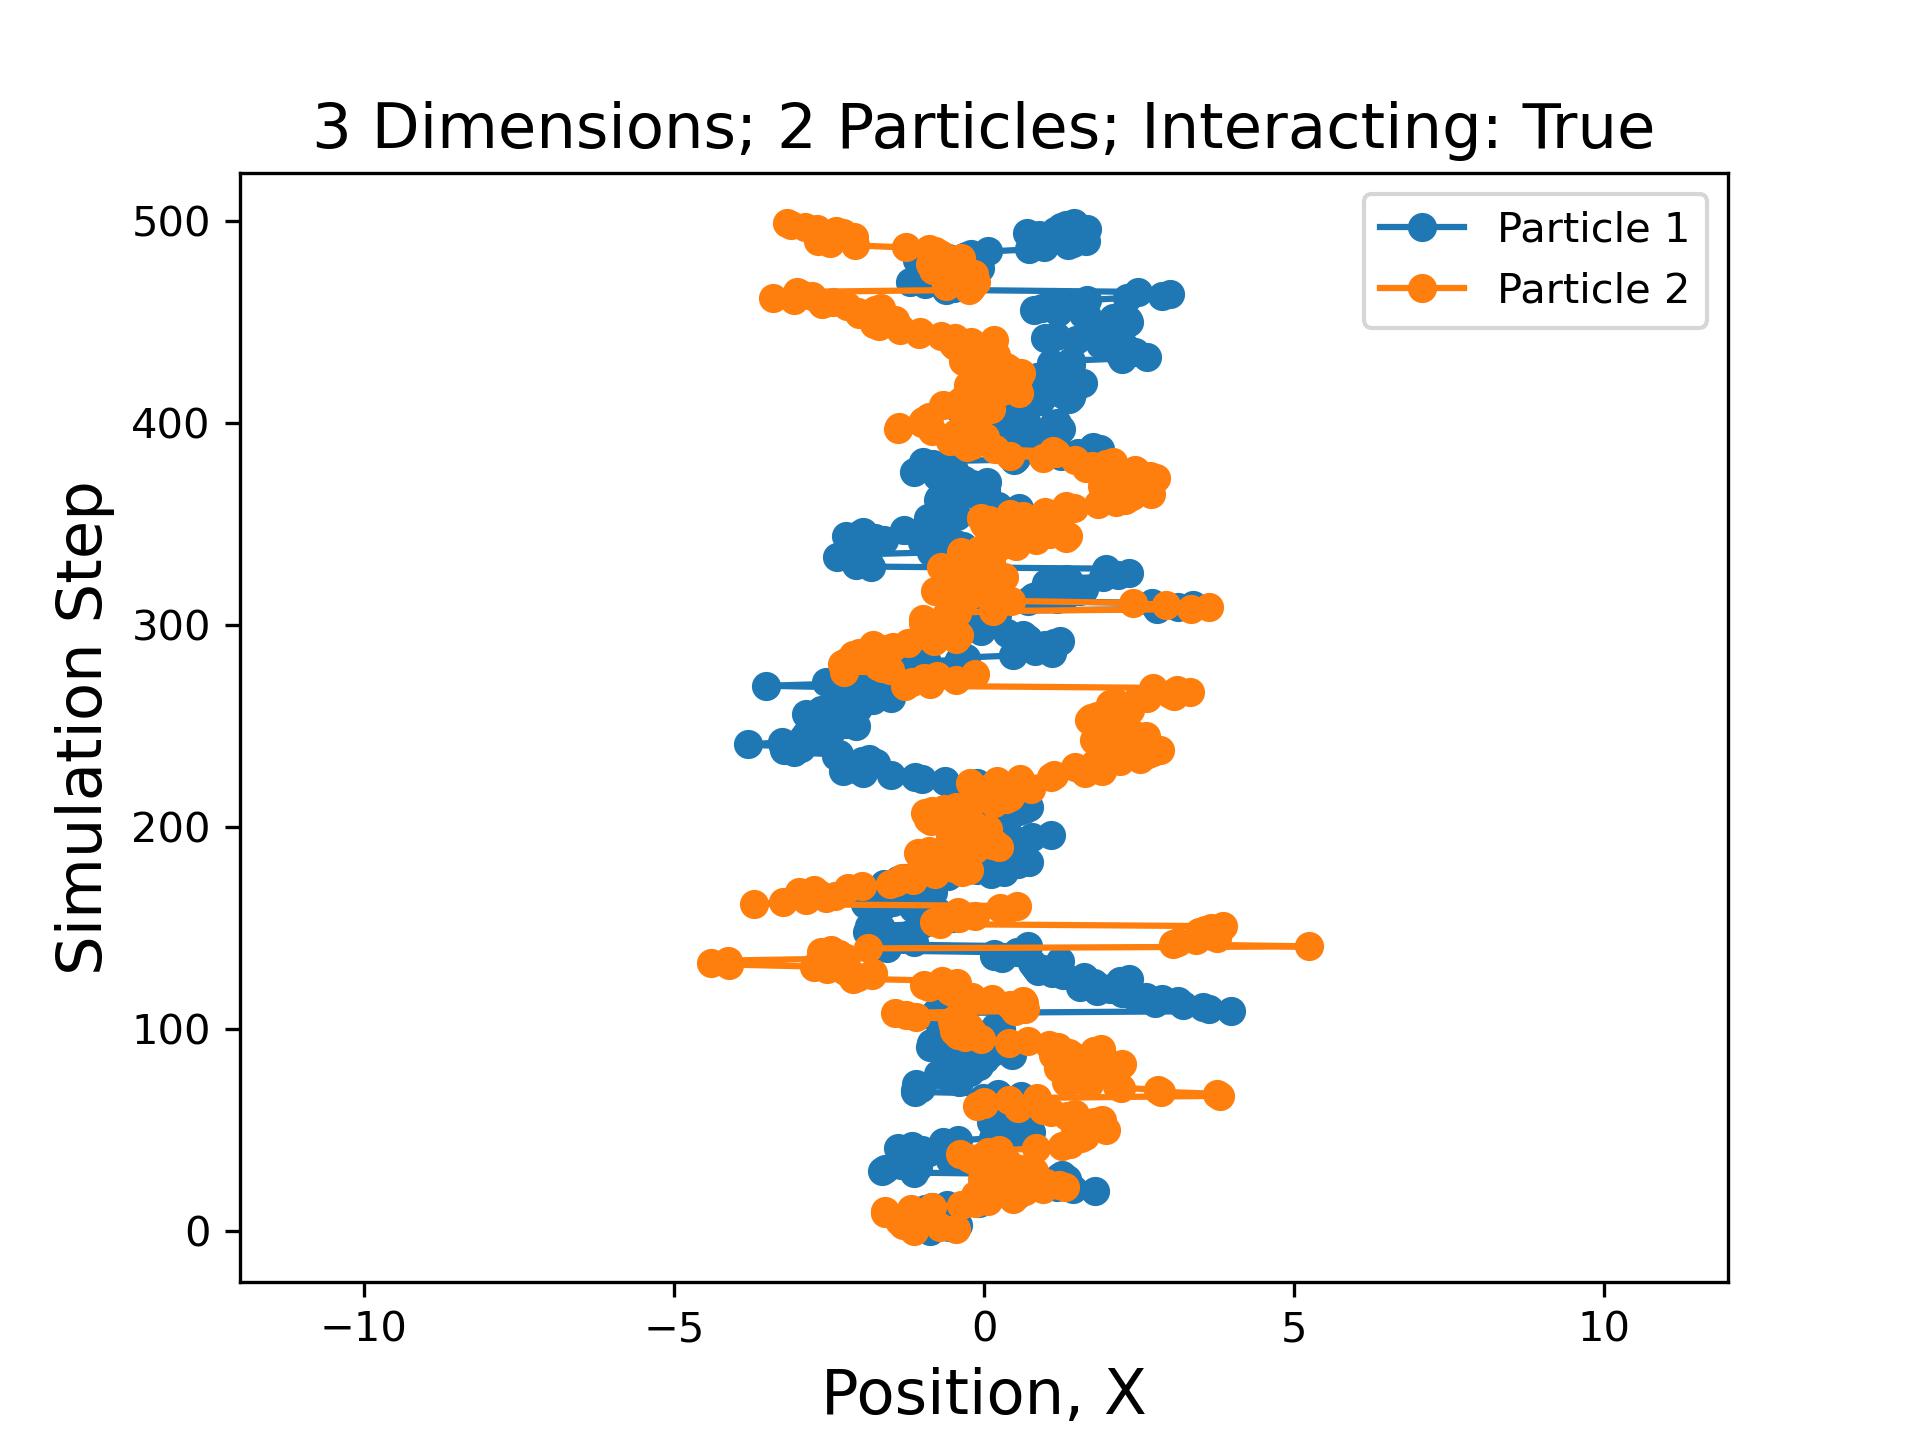 3 Dimensions; 2 Particles; Interacting: True
Particle 1
Particle 2
500
400
300
200
100
0
Simulation Step
−10
−5
0
5
10
Position, X